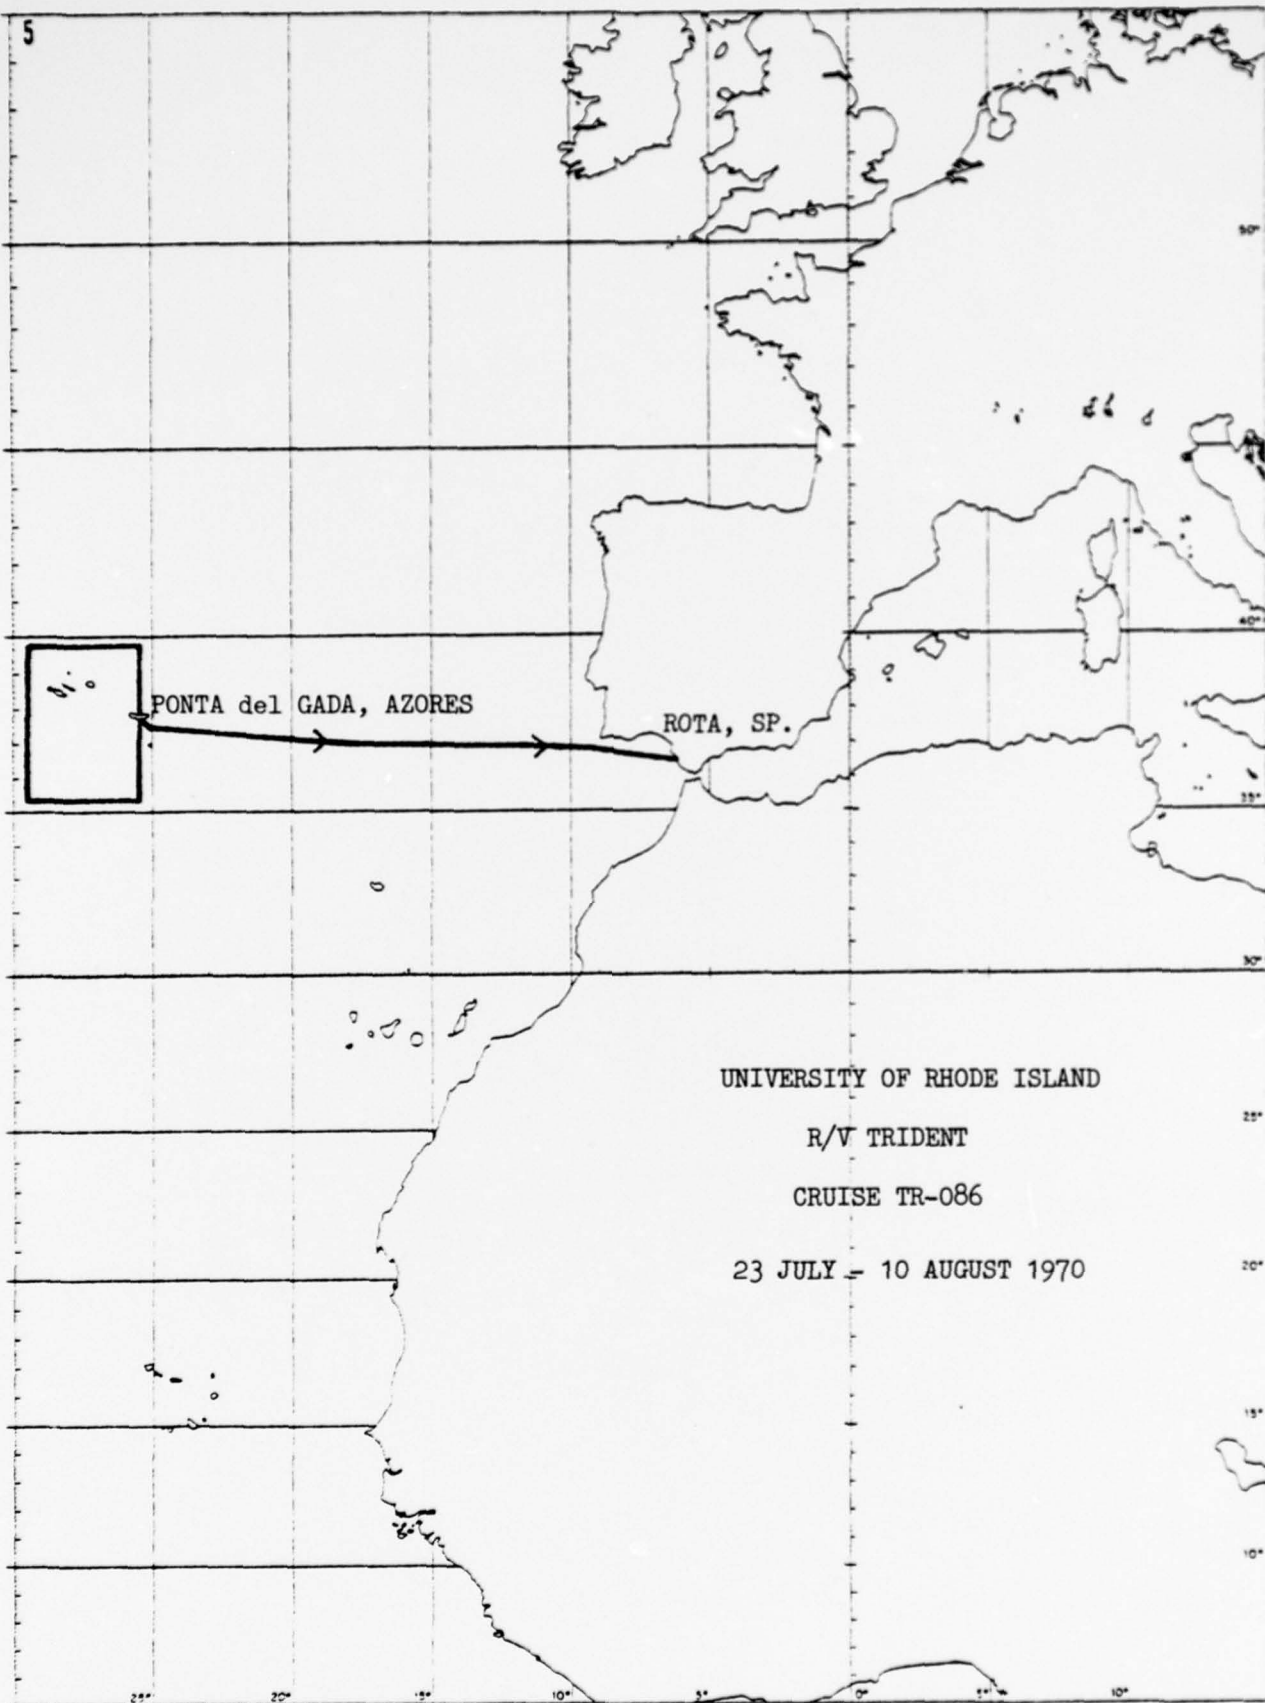 5
50°
40°
PONTA del GADA, AZORES
ROTA, SP.
35°
30°
UNIVERSITY OF RHODE ISLAND
25°
R/V TRIDENT
CRUISE TR-086
23 JULY - 10 AUGUST 1970
20°
15°
10°
25° 20° 15° 10° 5° 0° 5° 10°